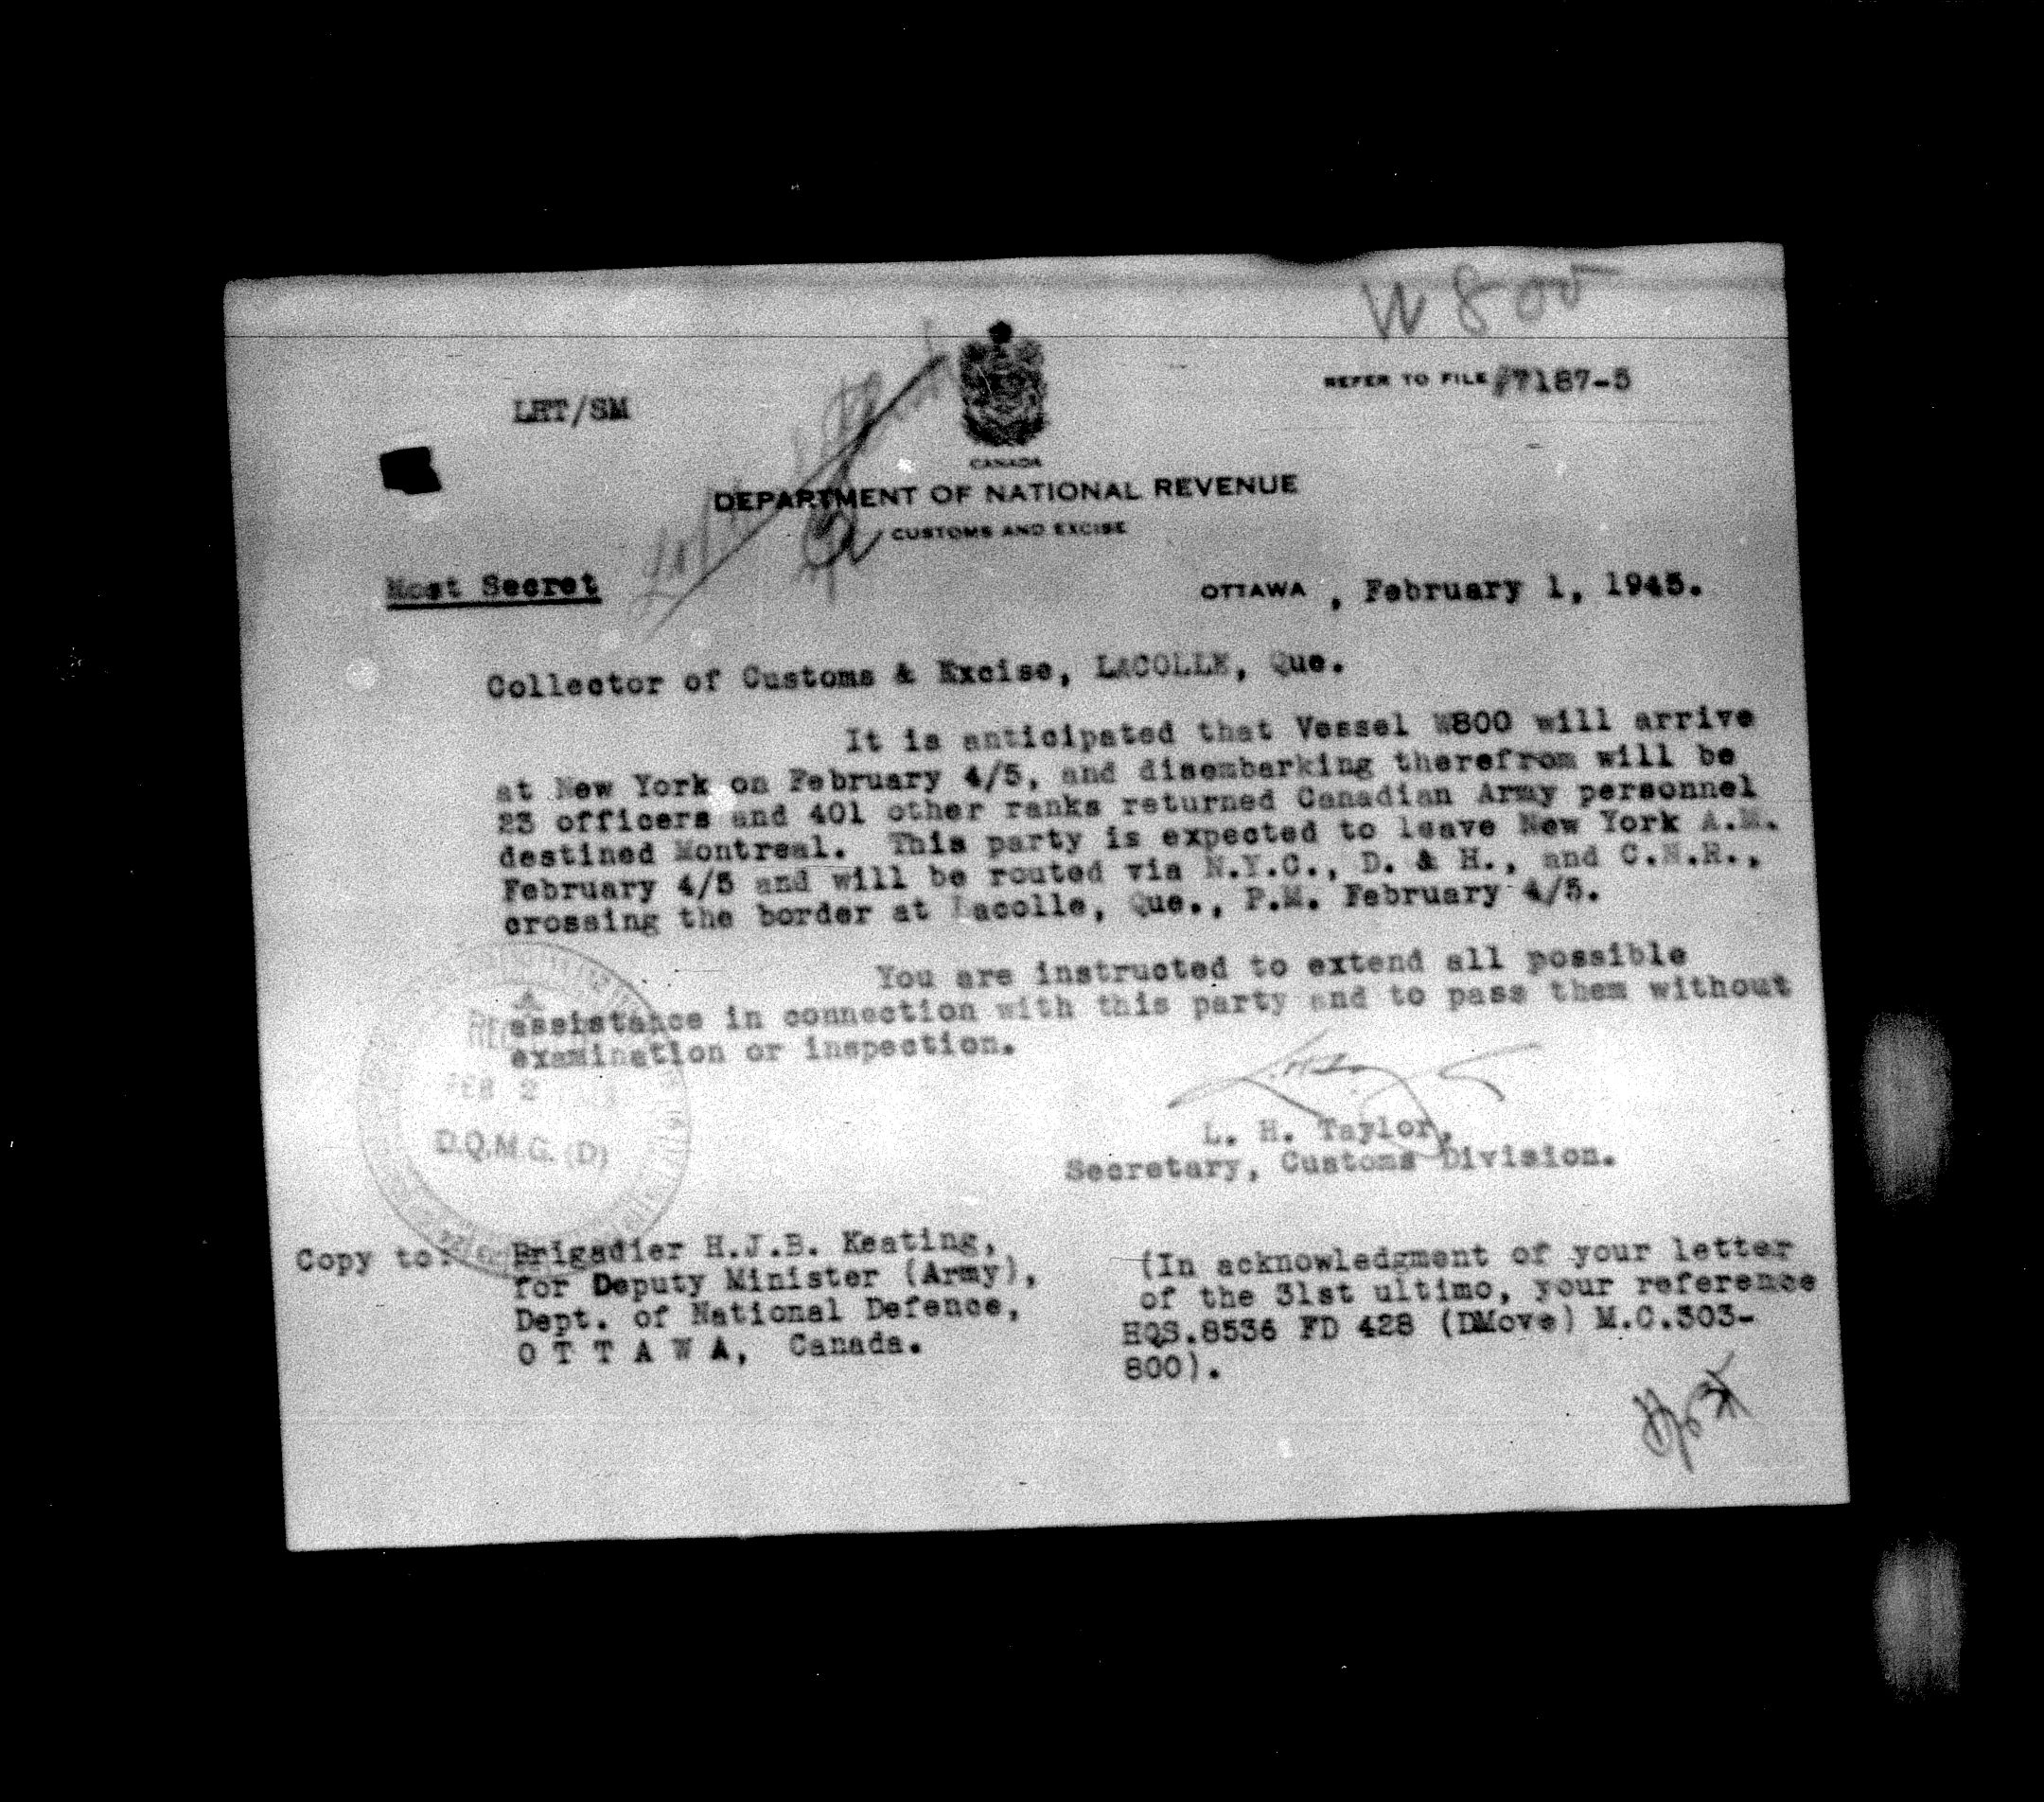 W 800
LHT/SM
REFER TO FILE #7187-5
CANADA
DEPARTMENT OF NATIONAL REVENUE
CUSTOMS AND EXCISE
Most Secret
OTTAWA, February 1, 1945.
Collector of Customs & Excise, LACOLLE, Que.
It is anticipated that Vessel W800 will arrive
at New York on February 4/5, and disembarking therefrom will be
23 officers and 401 other ranks returned Canadian Army personnel
destined Montreal. This party is expected to leave New York A.M.
February 4/5 and will be routed via N.Y.C., D. & H., and C.N.R.,
crossing the border at Lacolle, Que., P.M. February 4/5.
You are instructed to extend all possible
assistance in connection with this party and to pass them without
examination or inspection.
FEB 2
D.Q.M.G. (D)
L. H. Taylor,
Secretary, Customs Division.
Copy to: Brigadier H.J.B. Keating,
for Deputy Minister (Army),
Dept. of National Defence,
O T T A W A, Canada.
(In acknowledgment of your letter
of the 31st ultimo, your reference
HQS.8536 FD 428 (DMove) M.C.303-
800).